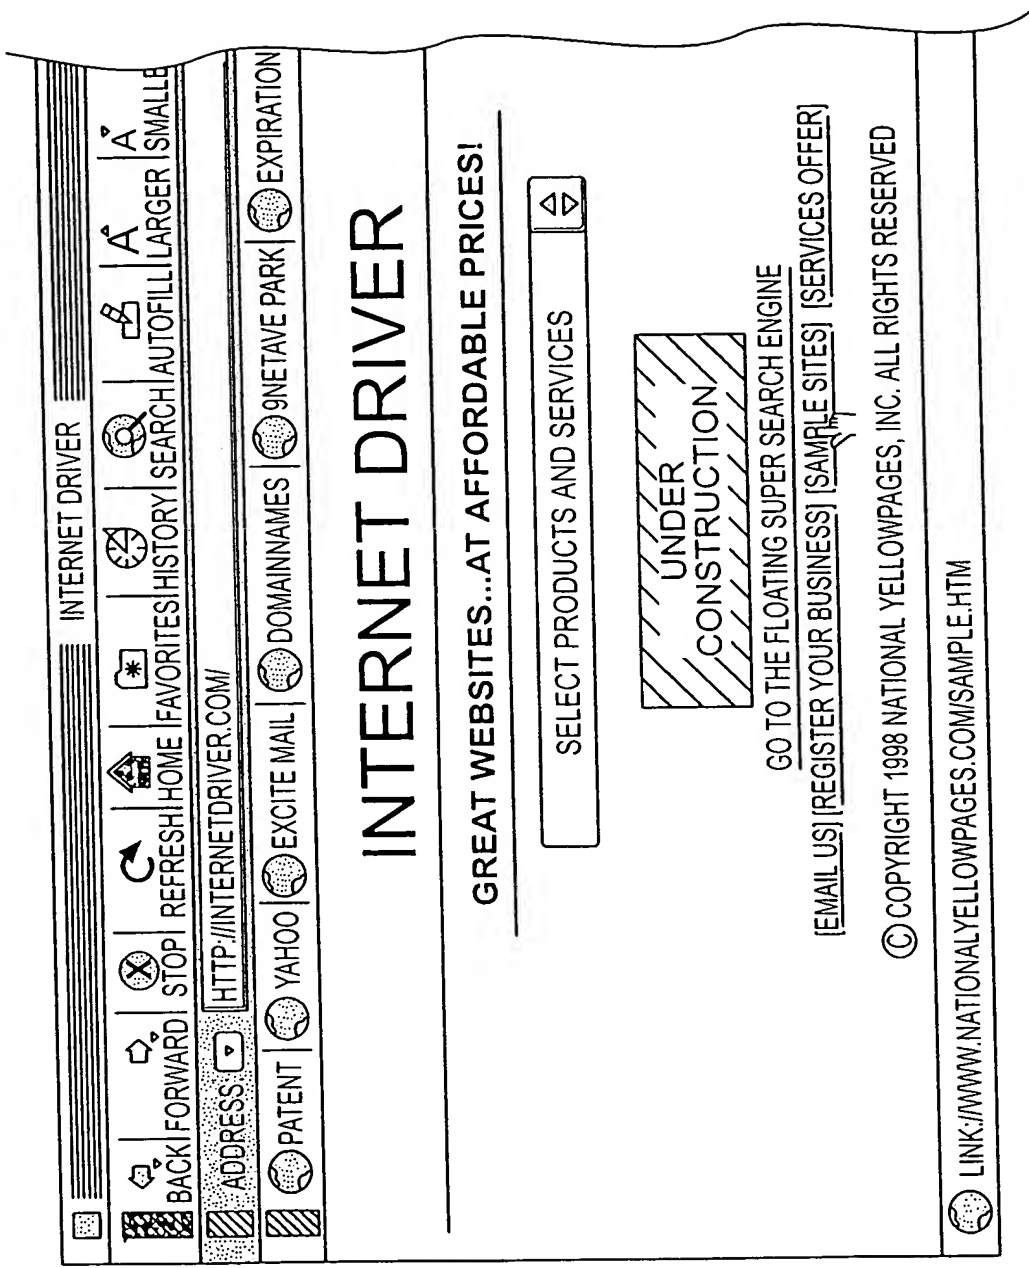 INTERNET DRIVER
BACK FORWARD STOP REFRESH HOME FAVORITES HISTORY SEARCH AUTOFILL LARGER SMALLE
ADDRESS HTTP://INTERNETDRIVER.COM/
PATENT YAHOO EXCITE MAIL DOMAINNAMES 9NETAVE PARK EXPIRATION
INTERNET DRIVER
GREAT WEBSITES...AT AFFORDABLE PRICES!
SELECT PRODUCTS AND SERVICES
UNDER
CONSTRUCTION
GO TO THE FLOATING SUPER SEARCH ENGINE
[EMAIL US] [REGISTER YOUR BUSINESS] [SAMPLE SITES] [SERVICES OFFER]
© COPYRIGHT 1998 NATIONAL YELLOWPAGES, INC. ALL RIGHTS RESERVED
LINK://WWW.NATIONALYELLOWPAGES.COM/SAMPLE.HTM